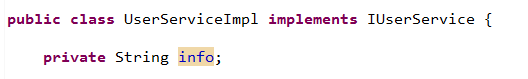 public class UserServiceImpl implements IUserService {
private String info;